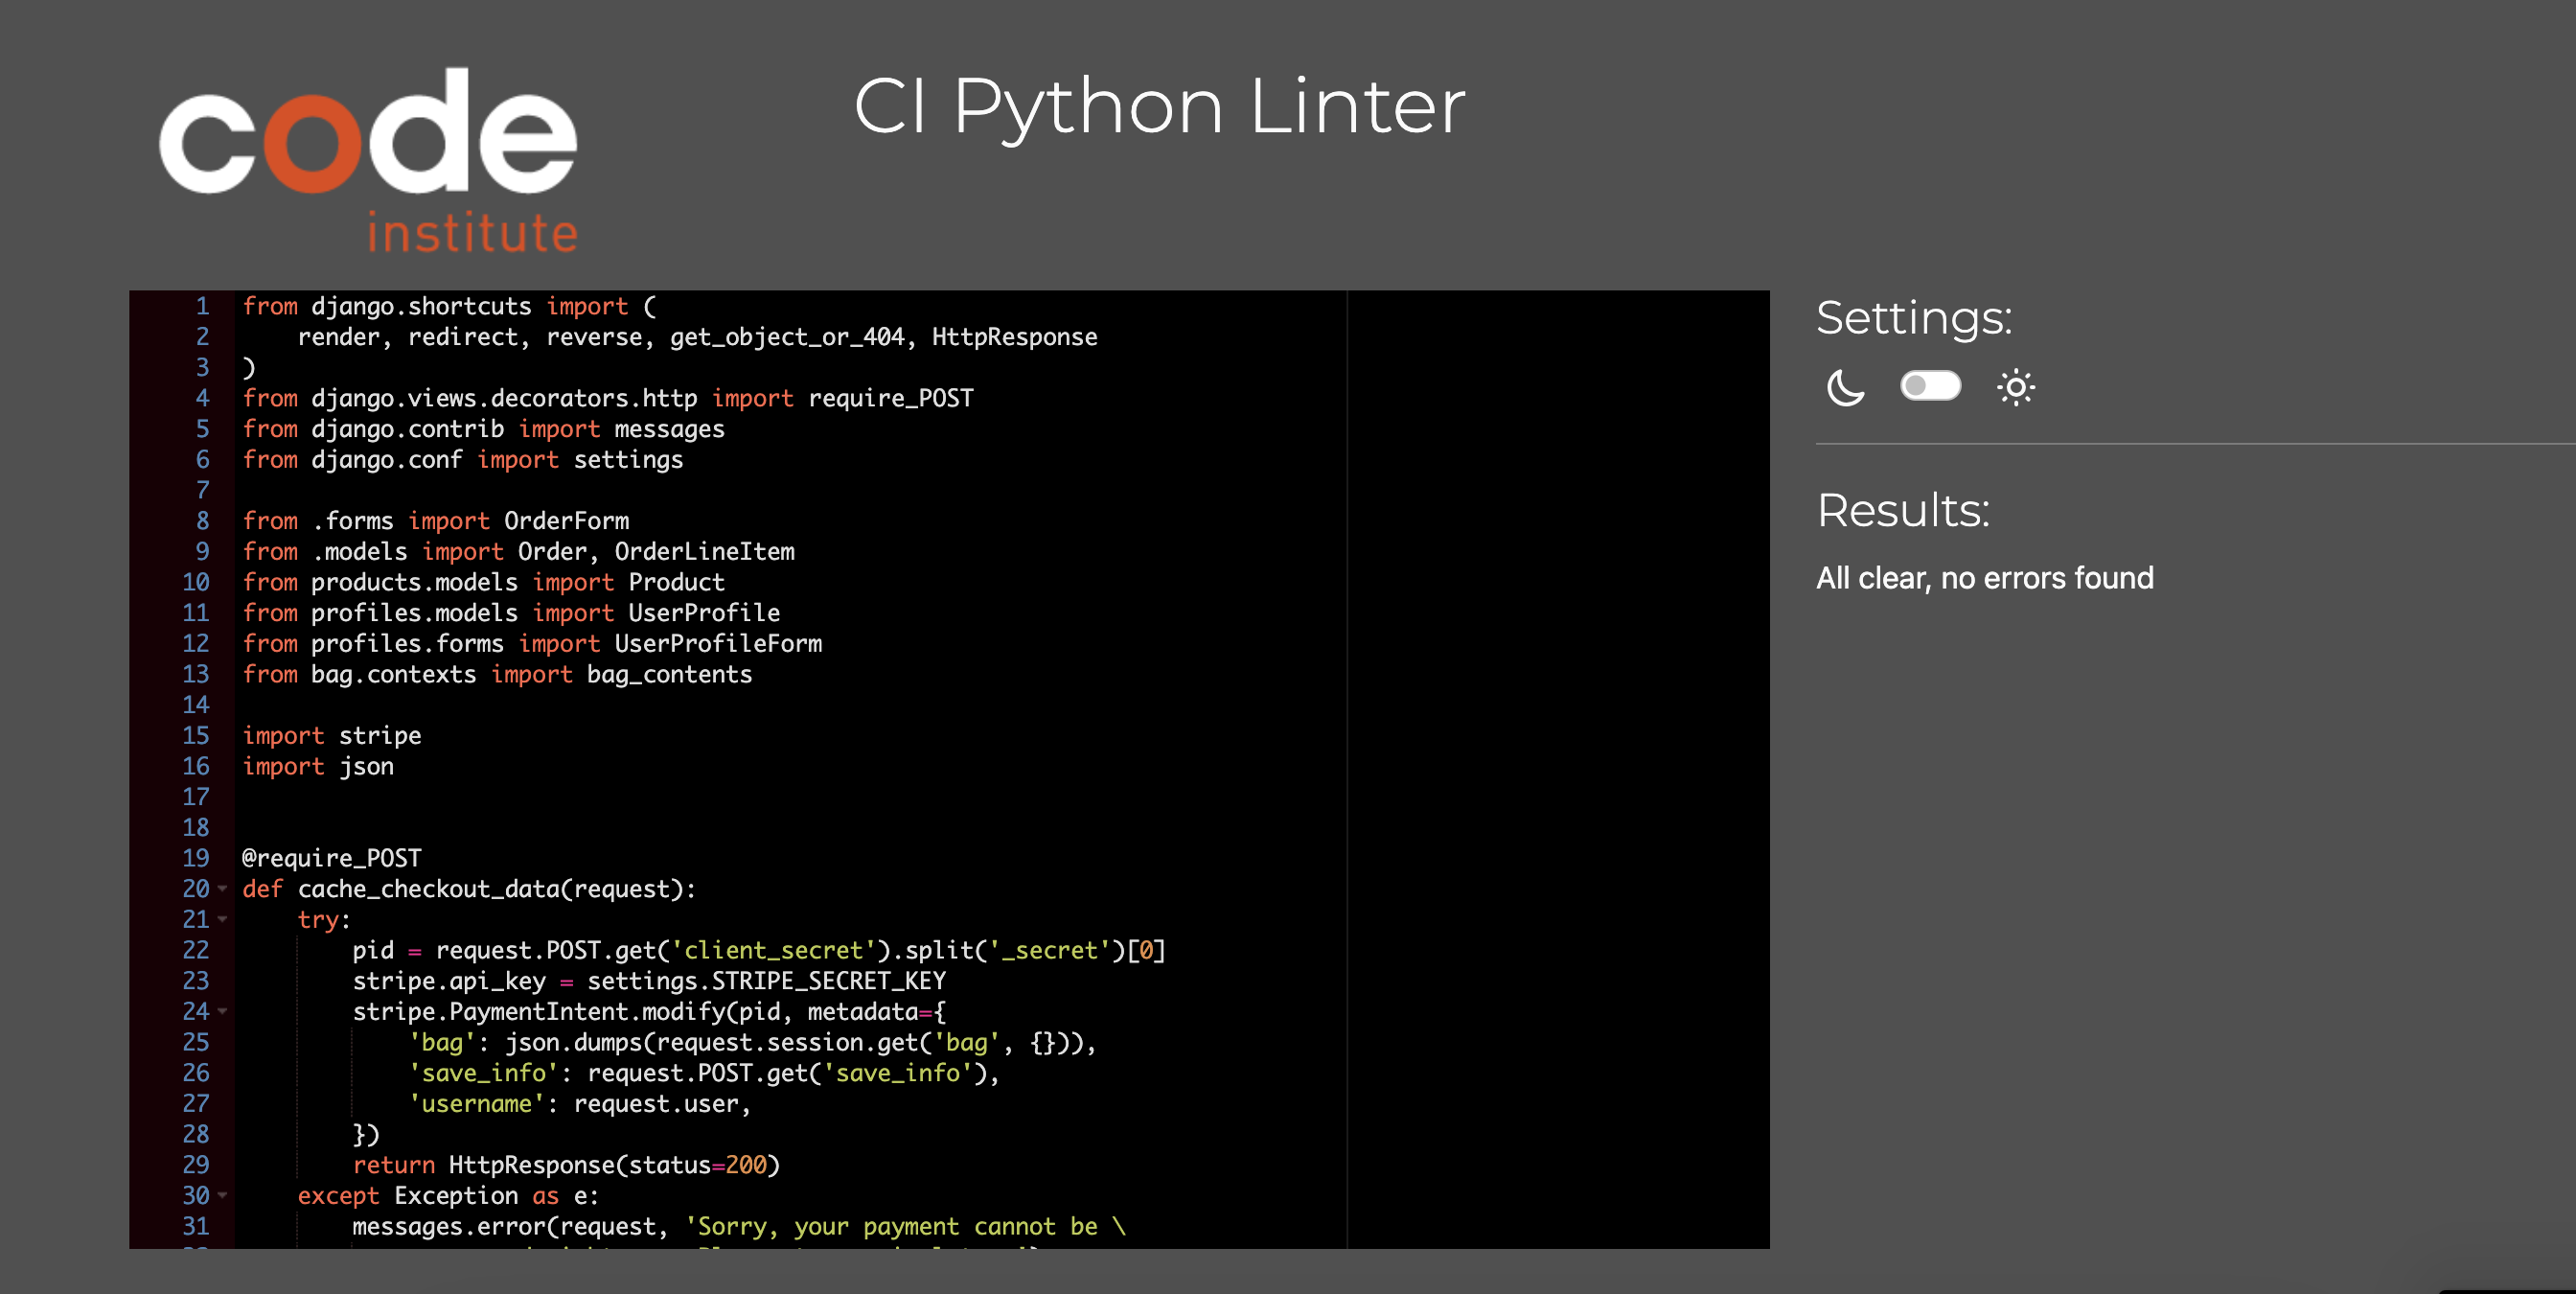 code
institute
CI Python Linter
1 from django.shortcuts import (
2     render, redirect, reverse, get_object_or_404, HttpResponse
3 )
4 from django.views.decorators.http import require_POST
5 from django.contrib import messages
6 from django.conf import settings
7
8 from .forms import OrderForm
9 from .models import Order, OrderLineItem
10 from products.models import Product
11 from profiles.models import UserProfile
12 from profiles.forms import UserProfileForm
13 from bag.contexts import bag_contents
14
15 import stripe
16 import json
17
18
19 @require_POST
20 def cache_checkout_data(request):
21     try:
22         pid = request.POST.get('client_secret').split('_secret')[0]
23         stripe.api_key = settings.STRIPE_SECRET_KEY
24         stripe.PaymentIntent.modify(pid, metadata={
25             'bag': json.dumps(request.session.get('bag', {})),
26             'save_info': request.POST.get('save_info'),
27             'username': request.user,
28         })
29         return HttpResponse(status=200)
30     except Exception as e:
31         messages.error(request, 'Sorry, your payment cannot be \
Settings:
Results:
All clear, no errors found